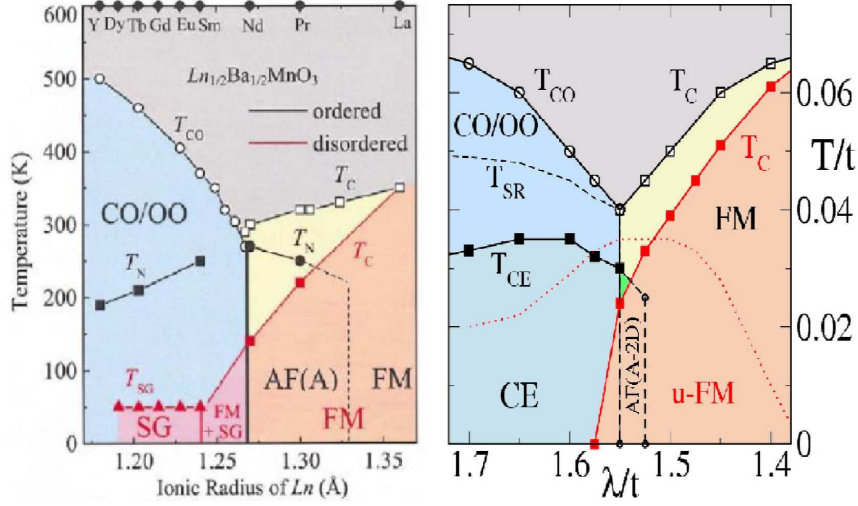 600
Y Dy Tb Gd Eu Sm Nd Pr La
Ln1/2Ba1/2MnO3
500
ordered
disordered
TCO
400
CO/OO
TC
300
TN
TN
TC
200
100
AF(A)
FM
TSG
SG
FM
+ SG
FM
0
1.20 1.25 1.30 1.35
Ionic Radius of Ln (Å)
Temperature (K)
TCO
TC
0.06
CO/OO
TC
T/t
TSR
FM
0.04
TCE
0.02
AF(A-2D)
CE
u-FM
0
1.7 1.6 1.5 1.4
λ/t